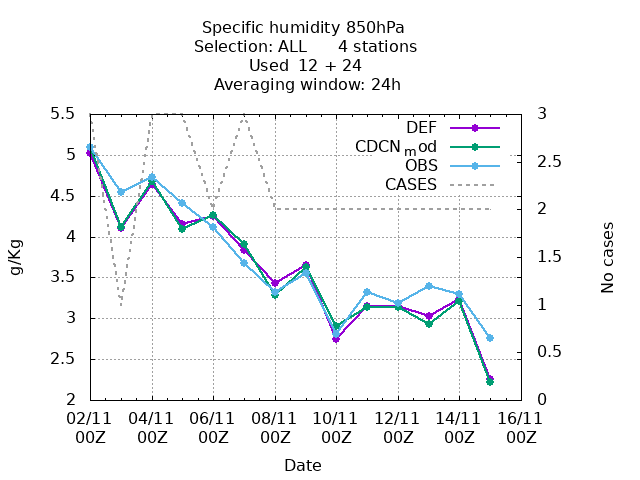 Specific humidity 850hPa
Selection: ALL      4 stations
Used  12 + 24
Averaging window: 24h
5.5
5
4.5
4
3.5
3
2.5
2
g/Kg
3
2.5
2
1.5
1
0.5
0
No cases
DEF
CDCN_mod
OBS
CASES
02/11 04/11 06/11 08/11 10/11 12/11 14/11 16/11
00Z 00Z 00Z 00Z 00Z 00Z 00Z 00Z
Date